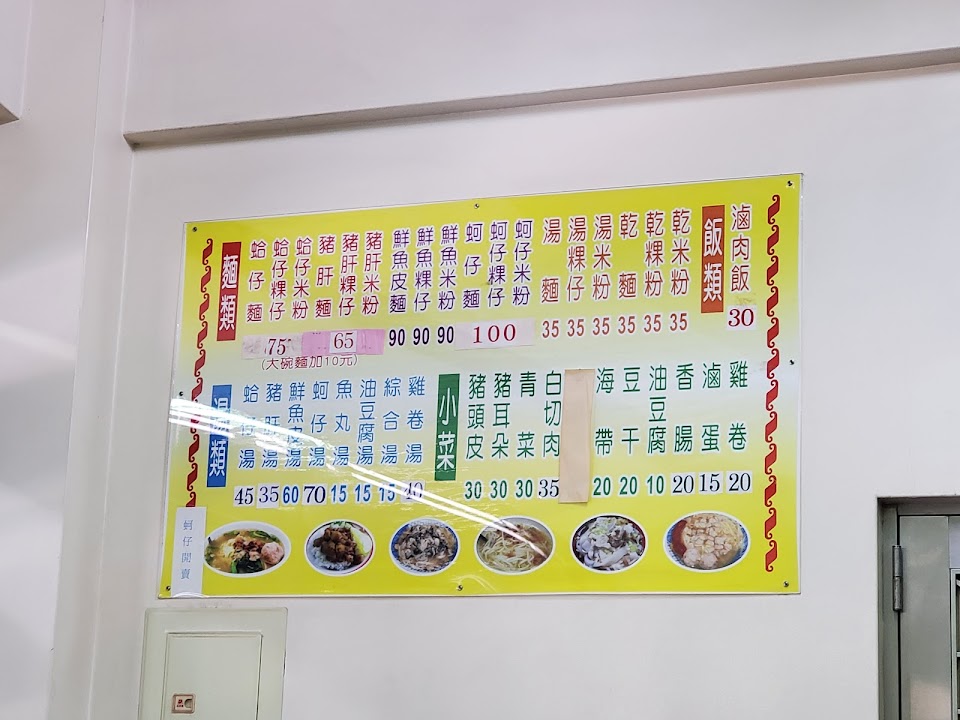 麵類
蛤仔麵
蛤仔粿仔
蛤仔米粉
75
豬肝麵
豬肝粿仔
豬肝米粉
65
(大碗麵加10元)
鮮魚皮麵 90
鮮魚粿仔 90
鮮魚米粉 90
蚵仔麵
蚵仔粿仔
蚵仔米粉
100
湯麵 35
湯粿仔 35
湯米粉 35
乾麵 35
乾粿粉 35
乾米粉 35
飯類
滷肉飯 30
湯類
蛤仔湯 45
豬肝湯 35
鮮魚皮湯 60
蚵仔湯 70
魚丸湯 15
油豆腐湯 15
綜合湯 15
雞卷湯 40
小菜
豬頭皮 30
豬耳朵 30
青菜 30
白切肉 35
海帶 20
豆干 20
油豆腐 10
香腸 20
滷蛋 15
雞卷 20
蚵仔開賣